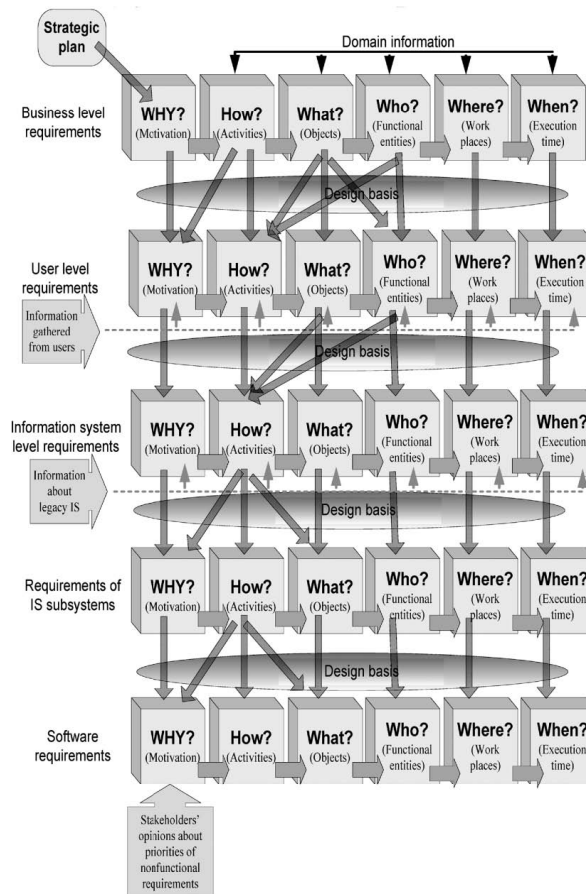 Strategic
plan
Domain information
Business level
requirements
WHY?
(Motivation)
How?
(Activities)
What?
(Objects)
Who?
(Functional
entities)
Where?
(Work
places)
When?
(Execution
time)
Design basis
User level
requirements
WHY?
(Motivation)
How?
(Activities)
What?
(Objects)
Who?
(Functional
entities)
Where?
(Work
places)
When?
(Execution
time)
Information
gathered
from users
Design basis
Information system
level requirements
WHY?
(Motivation)
How?
(Activities)
What?
(Objects)
Who?
(Functional
entities)
Where?
(Work
places)
When?
(Execution
time)
Information
about
legacy IS
Design basis
Requirements of
IS subsystems
WHY?
(Motivation)
How?
(Activities)
What?
(Objects)
Who?
(Functional
entities)
Where?
(Work
places)
When?
(Execution
time)
Design basis
Software
requirements
WHY?
(Motivation)
How?
(Activities)
What?
(Objects)
Who?
(Functional
entities)
Where?
(Work
places)
When?
(Execution
time)
Stakeholders'
opinions about
priorities of
nonfunctional
requirements